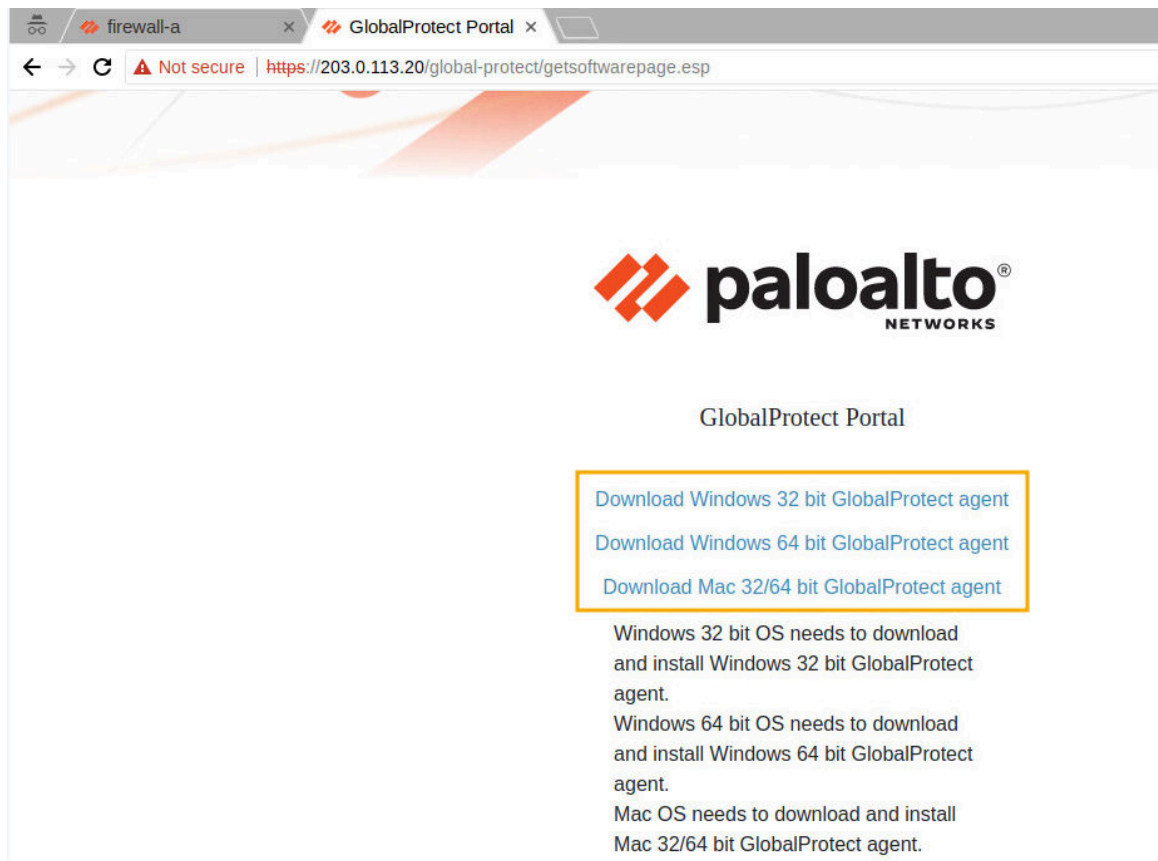 firewall-a
GlobalProtect Portal
Not secure | https://203.0.113.20/global-protect/getsoftwarepage.esp
paloalto®
NETWORKS
GlobalProtect Portal
Download Windows 32 bit GlobalProtect agent
Download Windows 64 bit GlobalProtect agent
Download Mac 32/64 bit GlobalProtect agent
Windows 32 bit OS needs to download
and install Windows 32 bit GlobalProtect
agent.
Windows 64 bit OS needs to download
and install Windows 64 bit GlobalProtect
agent.
Mac OS needs to download and install
Mac 32/64 bit GlobalProtect agent.